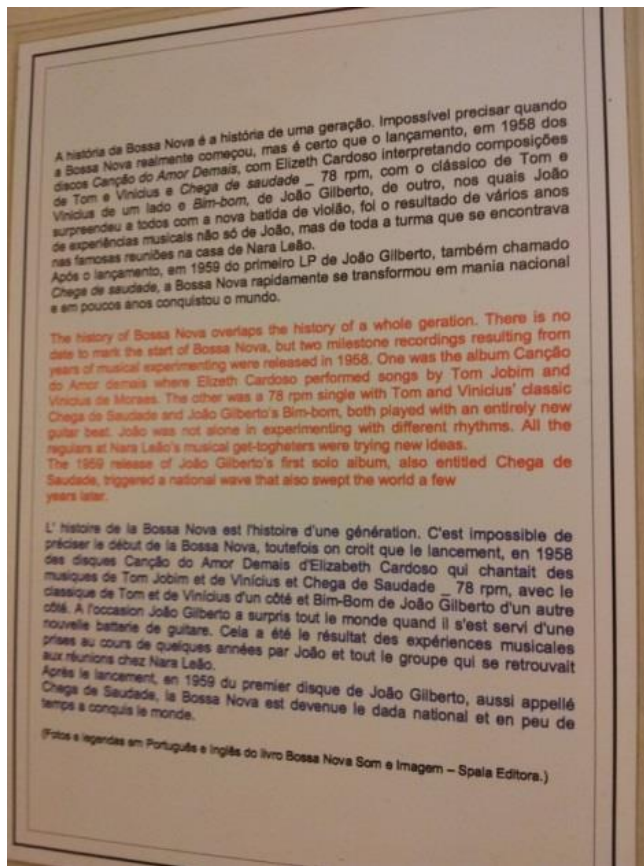 A história da Bossa Nova é a história de uma geração. Impossível precisar quando
a Bossa Nova realmente começou, mas é certo que o lançamento, em 1958 dos
discos Canção do Amor Demais, com Elizeth Cardoso interpretando composições
de Tom e Vinicius e Chega de saudade _ 78 rpm, com o clássico de Tom e
Vinicius de um lado e Bim-bom, de João Gilberto, de outro, nos quais João
surpreendeu a todos com a nova batida de violão, foi o resultado de vários anos
de experiências musicais não só de João, mas de toda a turma que se encontrava
nas famosas reuniões na casa de Nara Leão.
Após o lançamento, em 1959 do primeiro LP de João Gilberto, também chamado
Chega de saudade, a Bossa Nova rapidamente se transformou em mania nacional
e em poucos anos conquistou o mundo.
The history of Bossa Nova overlaps the history of a whole geration. There is no
date to mark the start of Bossa Nova, but two milestone recordings resulting from
years of musical experimenting were released in 1958. One was the album Canção
do Amor demais where Elizeth Cardoso performed songs by Tom Jobim and
Vinicius de Moraes. The other was a 78 rpm single with Tom and Vinicius' classic
Chega de Saudade and João Gilberto's Bim-bom, both played with an entirely new
guitar beat. João was not alone in experimenting with different rhythms. All the
regulars at Nara Leão's musical get-togheters were trying new ideas.
The 1959 release of João Gilberto's first solo album, also entitled Chega de
Saudade, triggered a national wave that also swept the world a few
years later.
L' histoire de la Bossa Nova est l'histoire d'une génération. C'est impossible de
préciser le début de la Bossa Nova, toutefois on croit que le lancement, en 1958
des disques Canção do Amor Demais d'Elizabeth Cardoso qui chantait des
musiques de Tom Jobim et de Vinícius et Chega de Saudade _ 78 rpm, avec le
classique de Tom et de Vinícius d'un côté et Bim-Bom de João Gilberto d'un autre
côté. A l'occasion João Gilberto a surpris tout le monde quand il s'est servi d'une
nouvelle batterie de guitare. Cela a été le résultat des expériences musicales
prises au cours de quelques années par João et tout le groupe qui se retrouvait
aux réunions chez Nara Leão.
Après le lancement, en 1959 du premier disque de João Gilberto, aussi appellé
Chega de Saudade, la Bossa Nova est devenue le dada national et en peu de
temps a conquis le monde.
(Fotos e legendas em Português e Inglês do livro Bossa Nova Som e Imagem – Spala Editora.)